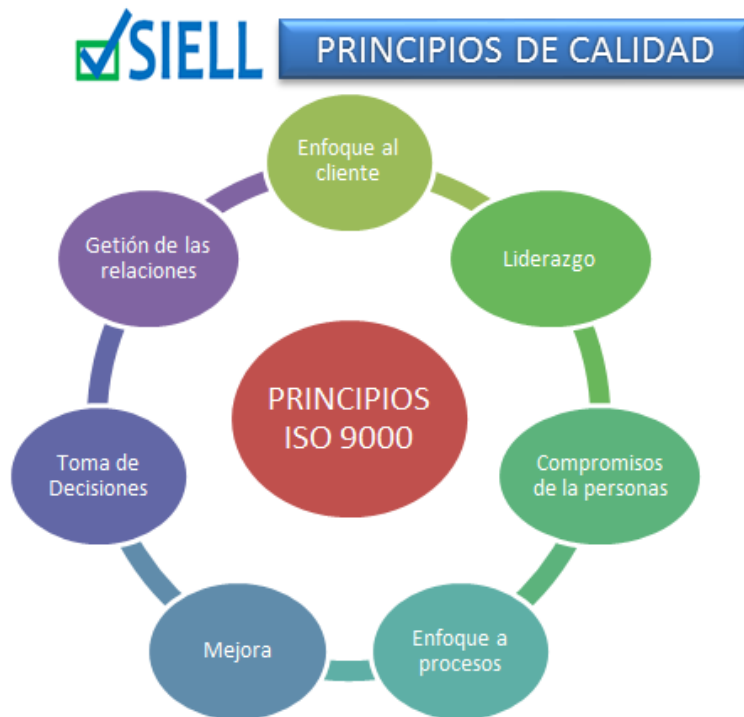 SIELL
PRINCIPIOS DE CALIDAD
Enfoque al
cliente
Liderazgo
Compromisos
de la personas
Enfoque a
procesos
Mejora
Toma de
Decisiones
Getión de las
relaciones
PRINCIPIOS
ISO 9000